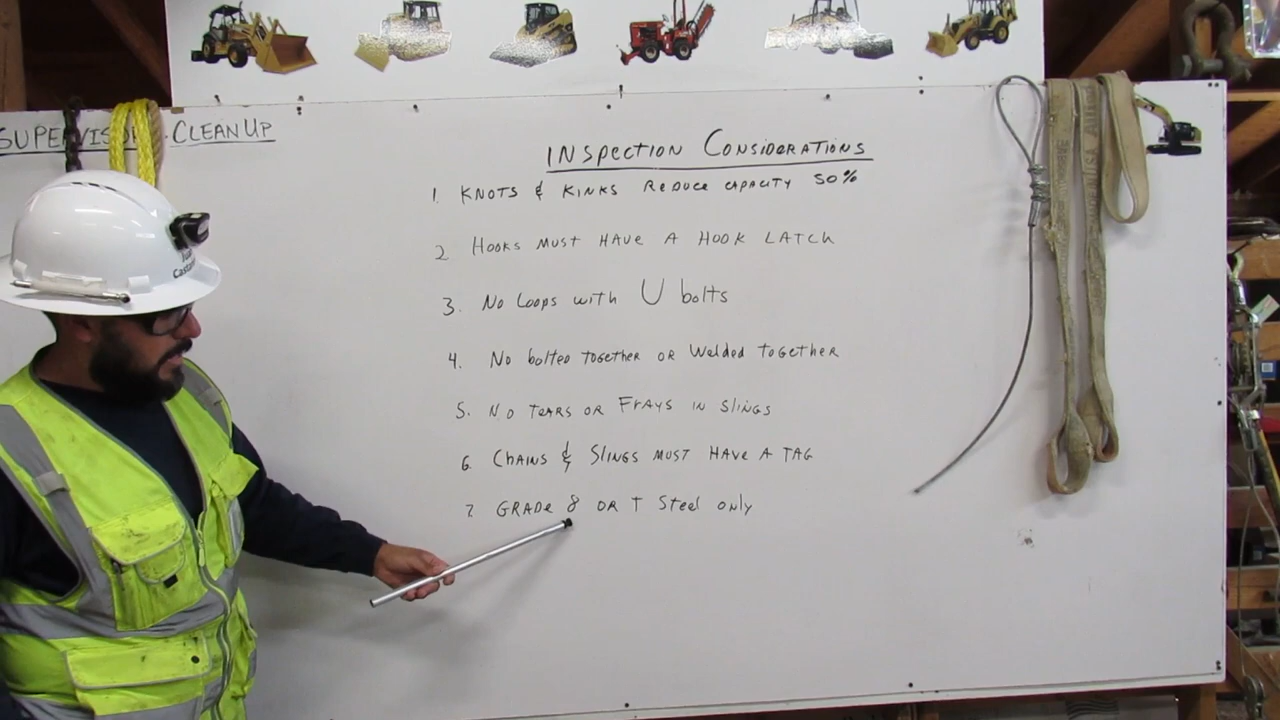 SUPERVISOR CLEAN UP
INSPECTION CONSIDERATIONS
1. KNOTS & KINKS REDUCE CAPACITY 50%
2 HOOKS MUST HAVE A HOOK LATCH
3. No Loops with U bolts
4. No bolted together or Welded together
5. NO TEARS OR FRAYS IN SLINGS
6. CHAINS & SLINGS MUST HAVE A TAG
7. GRADE 8 OR T Steel only